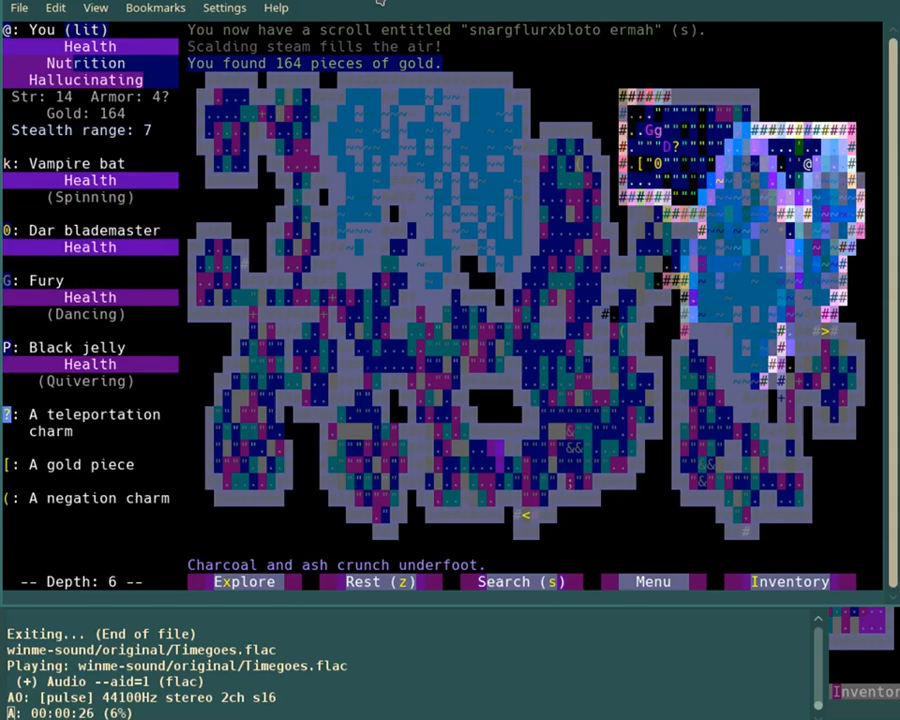 File Edit View Bookmarks Settings Help
@: You (lit)
Health
Nutrition
Hallucinating
Str: 14 Armor: 4?
Gold: 164
Stealth range: 7
k: Vampire bat
Health
(Spinning)
0: Dar blademaster
Health
G: Fury
Health
(Dancing)
P: Black jelly
Health
(Quivering)
?: A teleportation
charm
[: A gold piece
(: A negation charm
-- Depth: 6 --
You now have a scroll entitled "snargflurxbloto ermah" (s).
Scalding steam fills the air!
You found 164 pieces of gold.
Charcoal and ash crunch underfoot.
Explore Rest (z) Search (s) Menu Inventory
Exiting... (End of file)
winme-sound/original/Timegoes.flac
Playing: winme-sound/original/Timegoes.flac
(+) Audio --aid=1 (flac)
AO: [pulse] 44100Hz stereo 2ch s16
A: 00:00:26 (6%)
Inventor